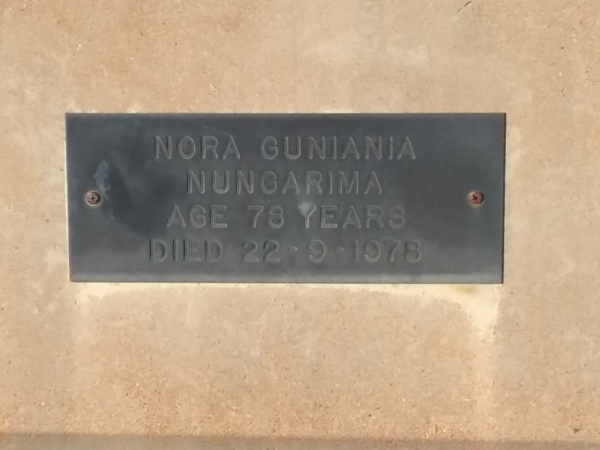 NORA GUNIANIA
NUNGARIMA
AGE 78 YEARS
DIED 22-9-1978